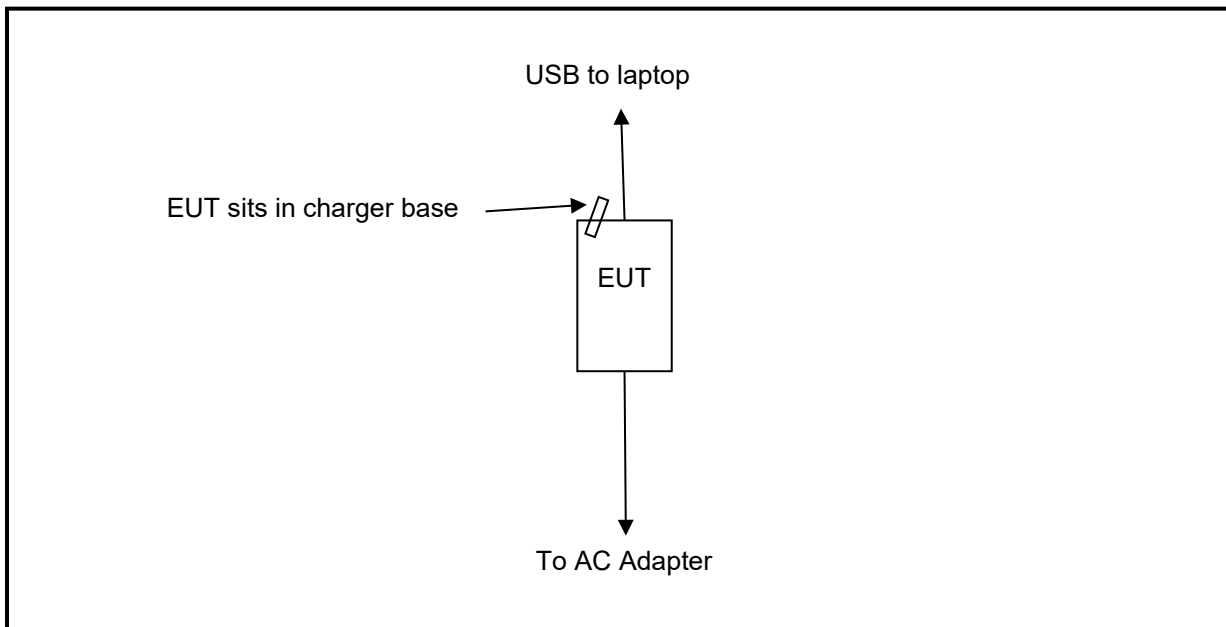 USB to laptop
EUT sits in charger base
EUT
To AC Adapter